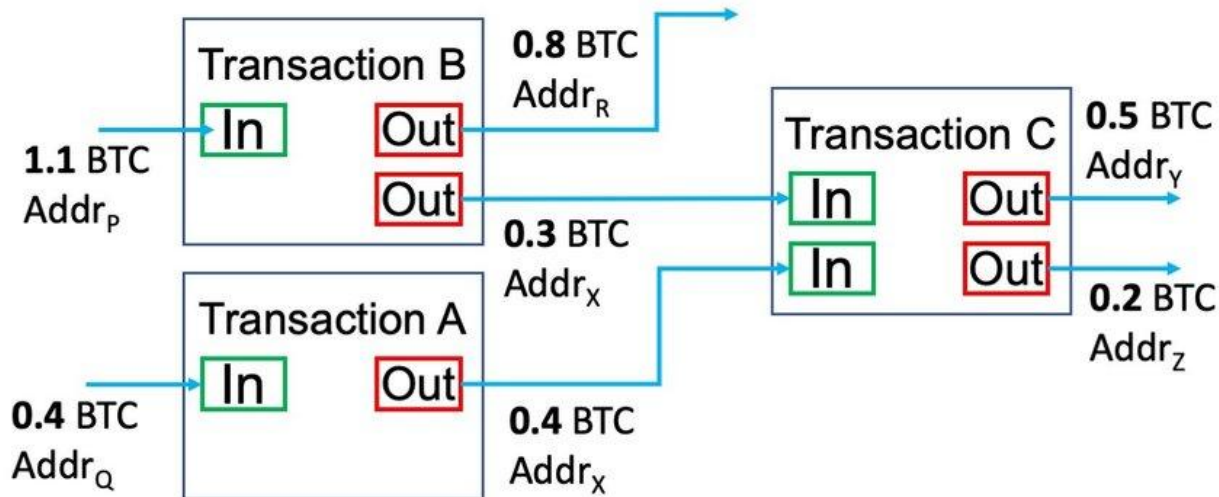 Transaction B
In
Out
Out
1.1 BTC
Addr_P
0.8 BTC
Addr_R
0.3 BTC
Addr_X
Transaction A
In
Out
0.4 BTC
Addr_Q
0.4 BTC
Addr_X
Transaction C
In
Out
In
Out
0.5 BTC
Addr_Y
0.2 BTC
Addr_Z